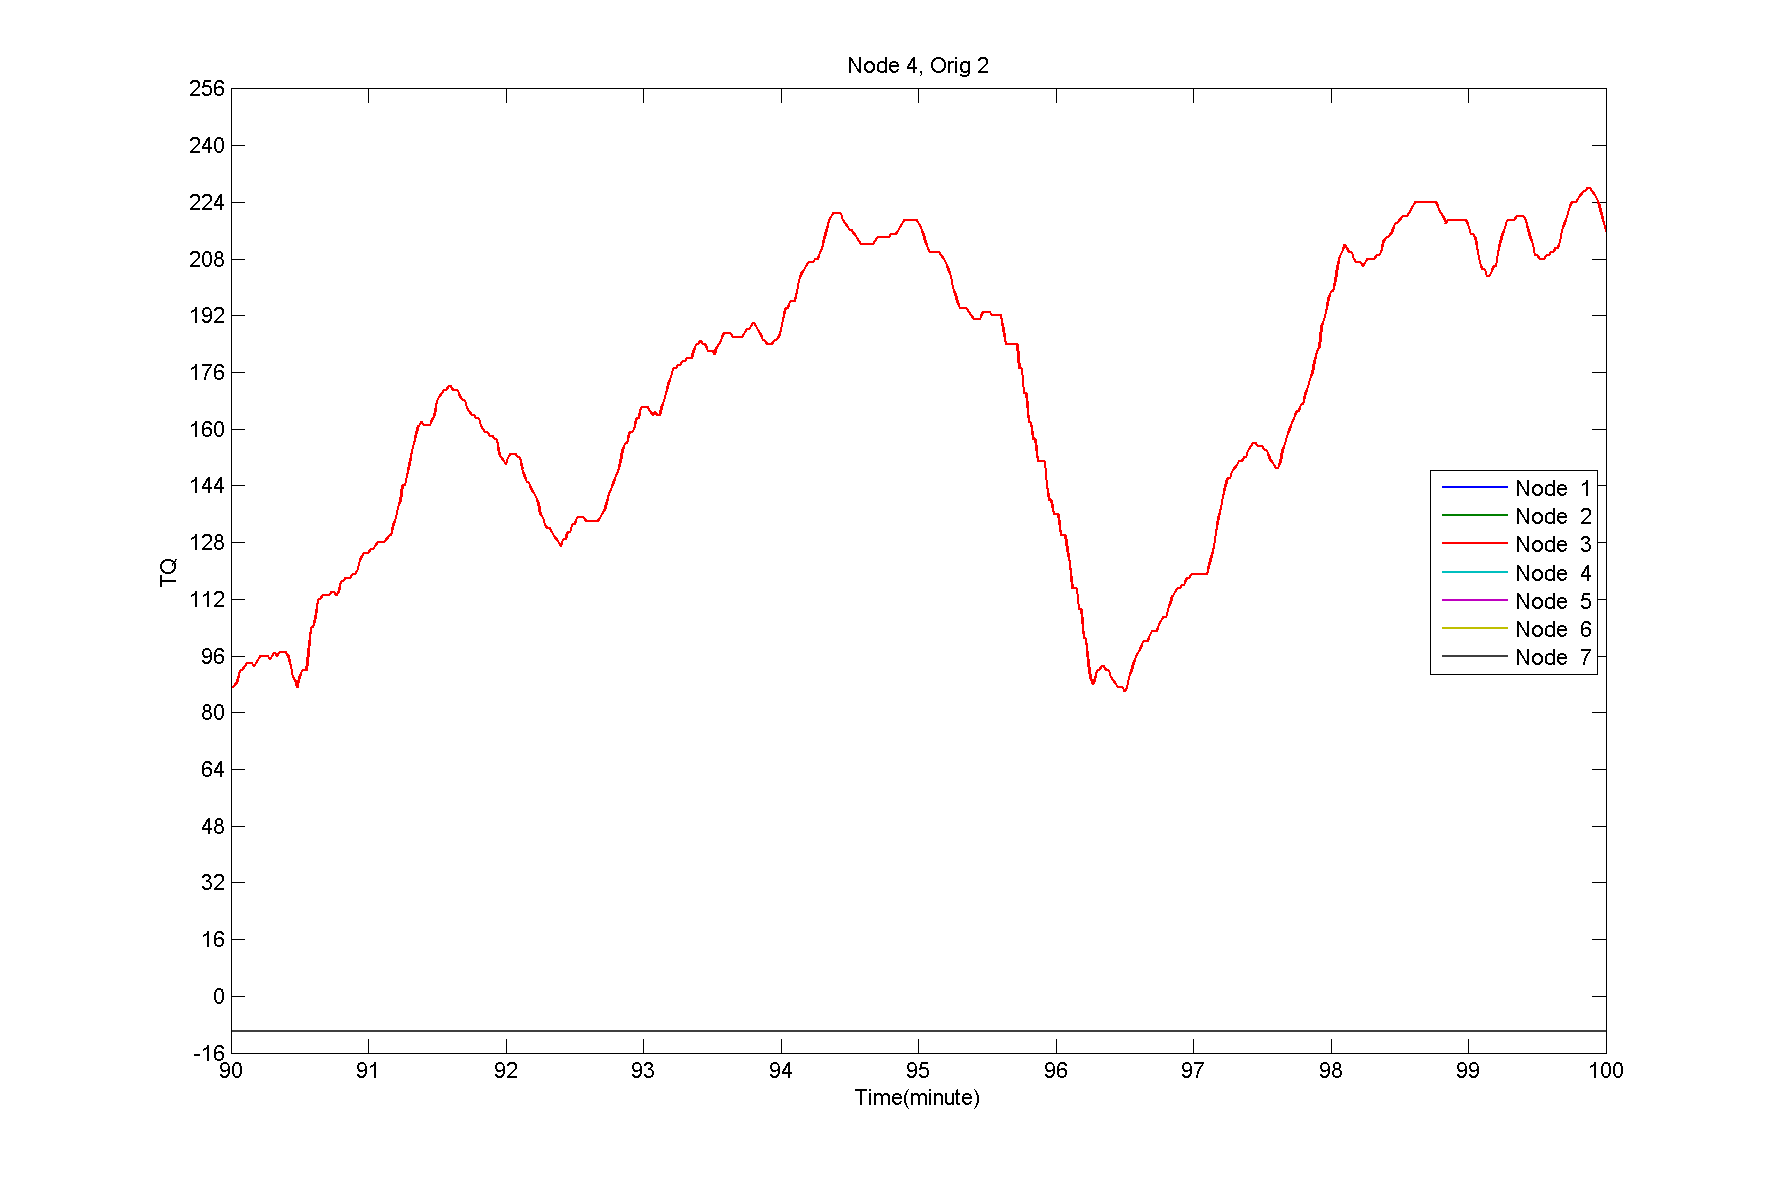 Node 4, Orig 2
256
240
224
208
192
176
160
144
128
112
96
80
64
48
32
16
0
-16
TQ
Node 1
Node 2
Node 3
Node 4
Node 5
Node 6
Node 7
90 91 92 93 94 95 96 97 98 99 100
Time(minute)